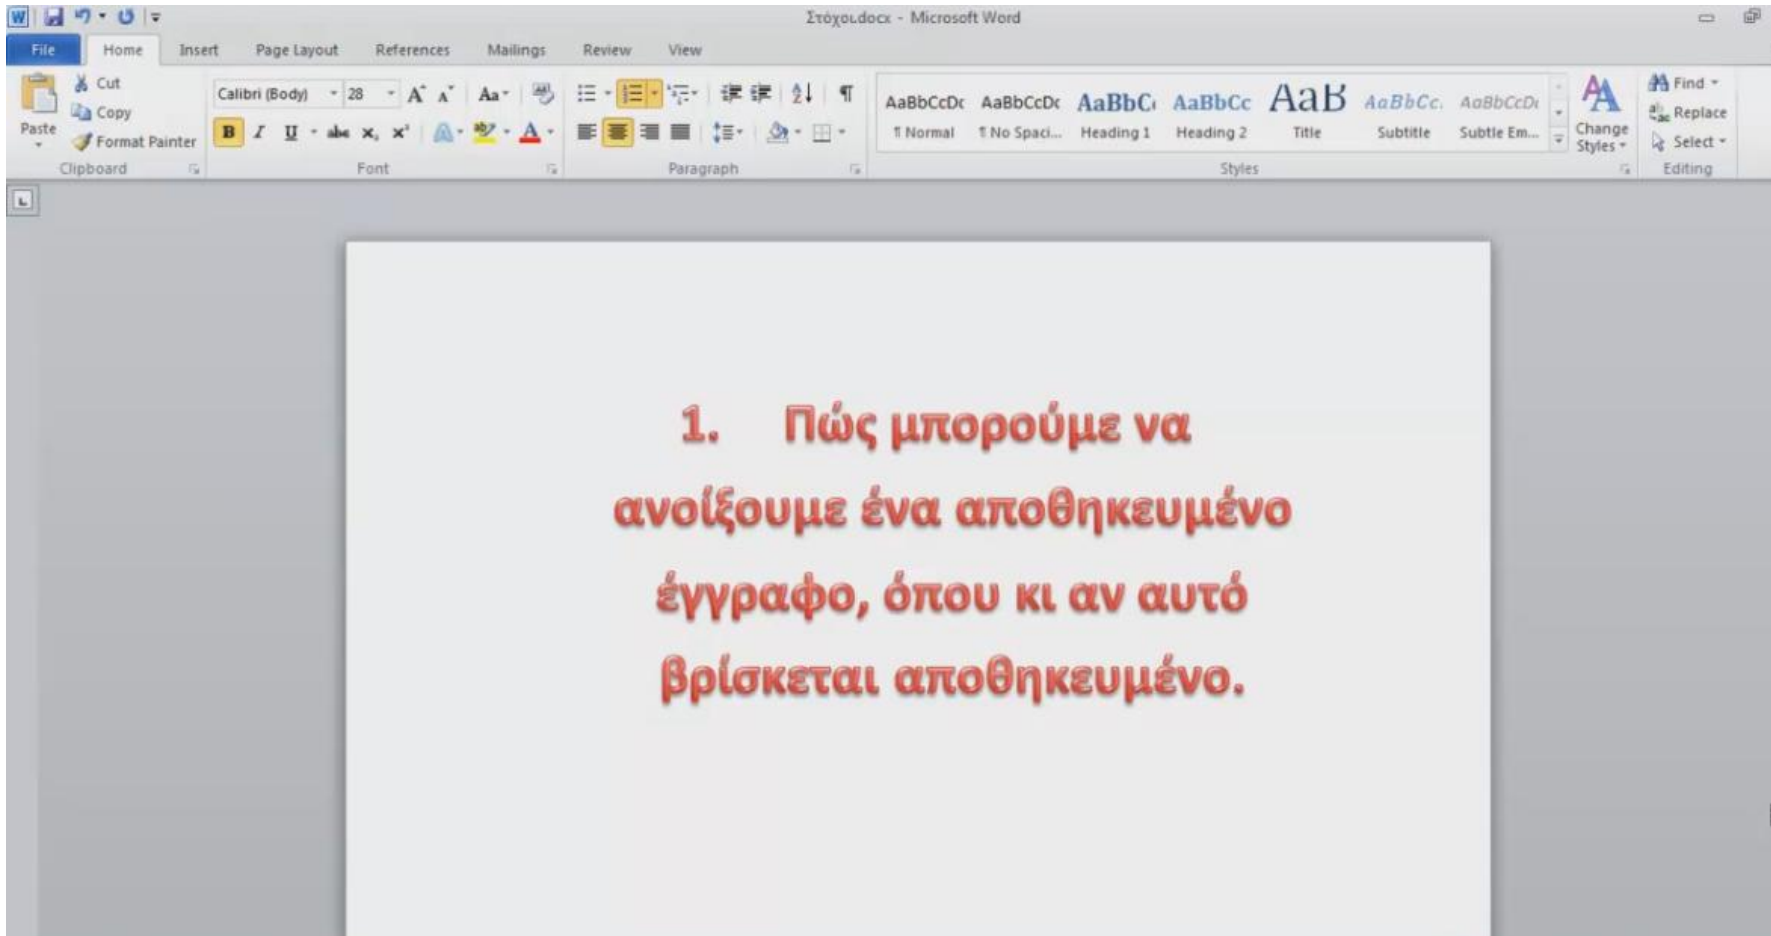 Στόχοι.docx - Microsoft Word
File Home Insert Page Layout References Mailings Review View
Paste
Cut
Copy
Format Painter
Clipboard
Calibri (Body) 28
Font
Paragraph
AaBbCcDc AaBbCcDc AaBbC AaBbCc AaB AaBbCc. AaBbCcD
¶ Normal ¶ No Spaci... Heading 1 Heading 2 Title Subtitle Subtle Em...
Styles
Change
Styles
Find
Replace
Select
Editing
1. Πώς μπορούμε να
ανοίξουμε ένα αποθηκευμένο
έγγραφο, όπου κι αν αυτό
βρίσκεται αποθηκευμένο.